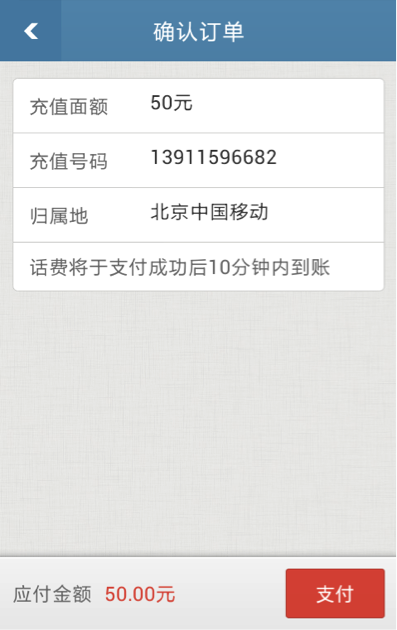 确认订单
充值面额 50元
充值号码 13911596682
归属地 北京中国移动
话费将于支付成功后10分钟内到账
应付金额 50.00元 支付